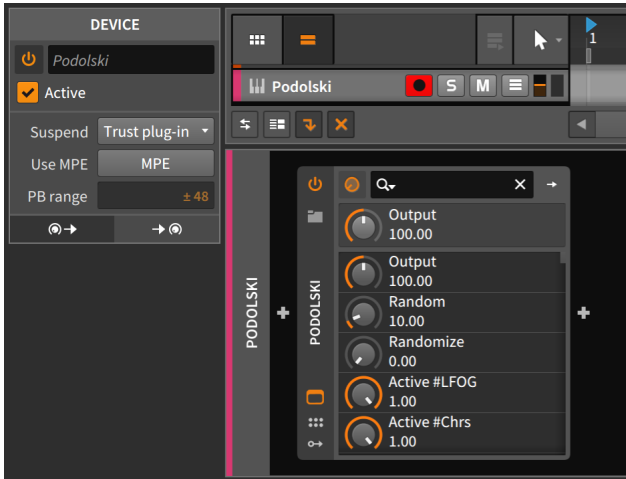 DEVICE
Podolski
Active
Suspend Trust plug-in
Use MPE MPE
PB range ±48
1
Podolski S M
PODOLSKI
PODOLSKI
Output
100.00
Output
100.00
Random
10.00
Randomize
0.00
Active #LFOG
1.00
Active #Chrs
1.00